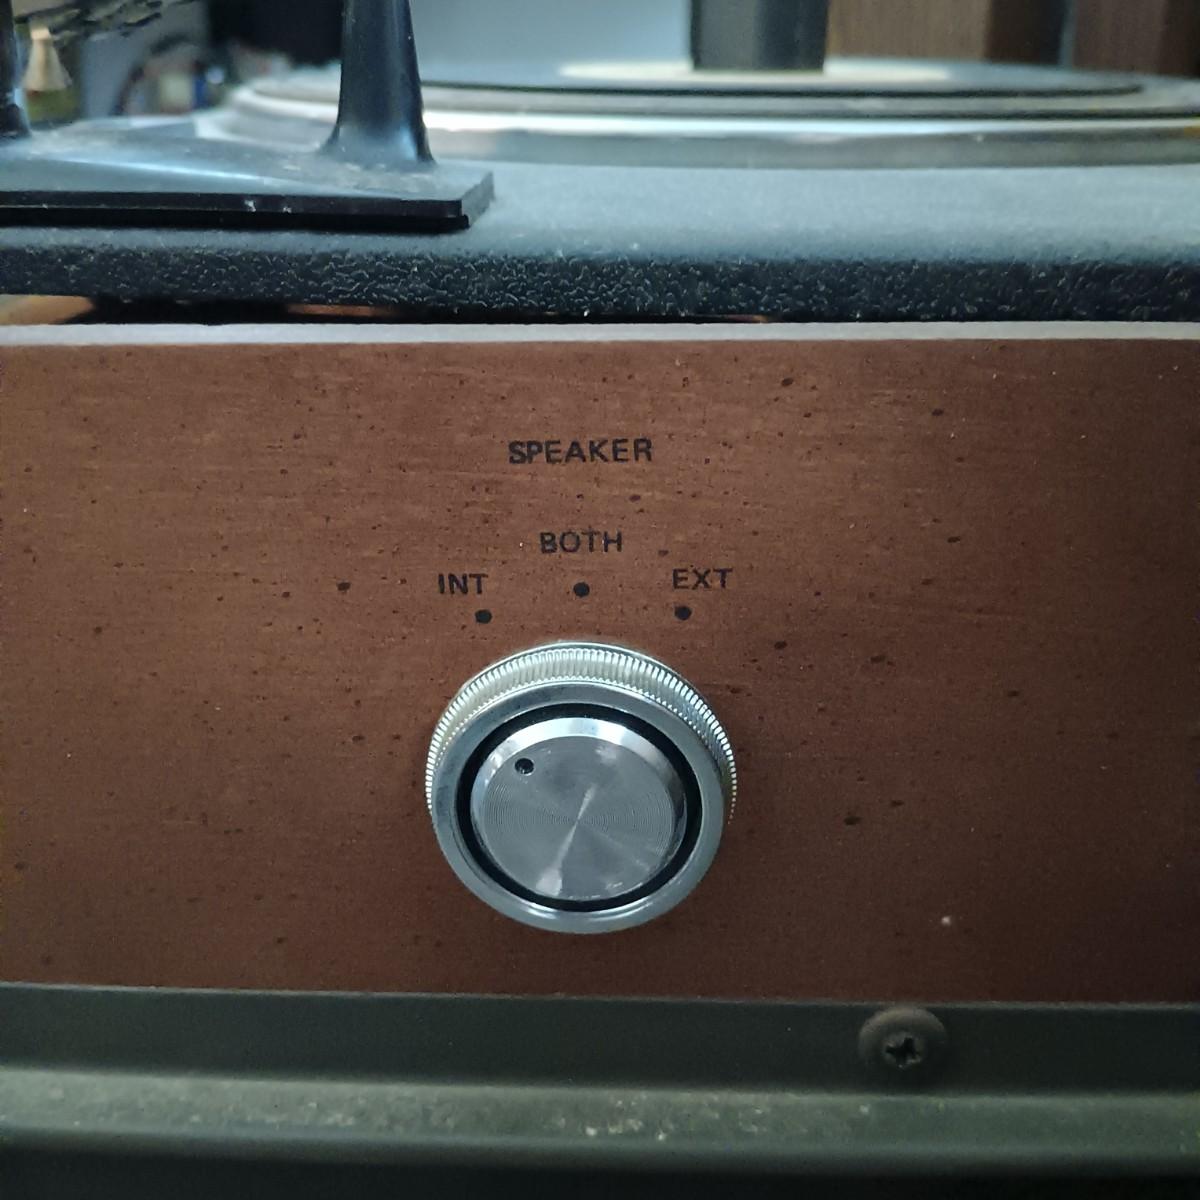 SPEAKER
BOTH
INT EXT